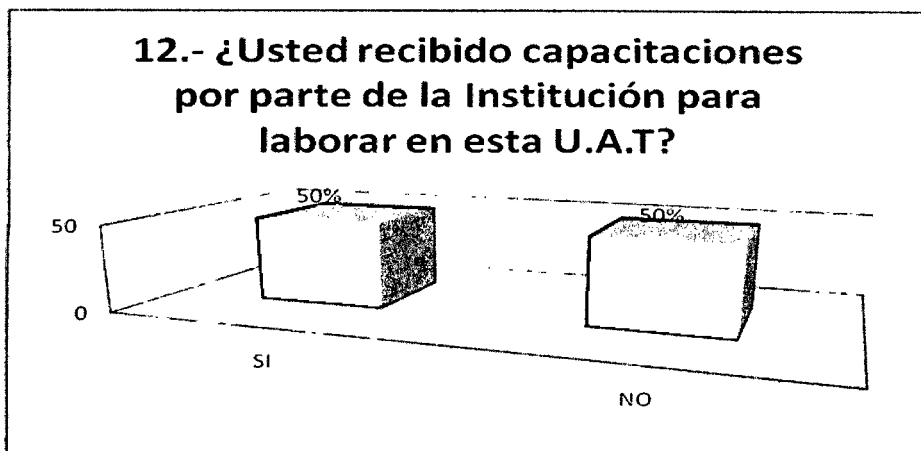 12.- ¿Usted recibido capacitaciones
por parte de la Institución para
laborar en esta U.A.T?
50%
50%
50
0
SI
NO